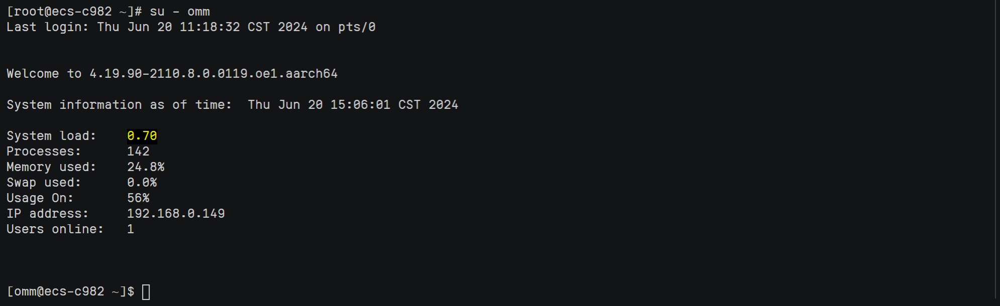 [root@ecs-c982 ~]# su - omm
Last login: Thu Jun 20 11:18:32 CST 2024 on pts/0
Welcome to 4.19.90-2110.8.0.0119.oe1.aarch64
System information as of time:  Thu Jun 20 15:06:01 CST 2024
System load:    0.70
Processes:      142
Memory used:    24.8%
Swap used:      0.0%
Usage On:       56%
IP address:     192.168.0.149
Users online:   1
[omm@ecs-c982 ~]$